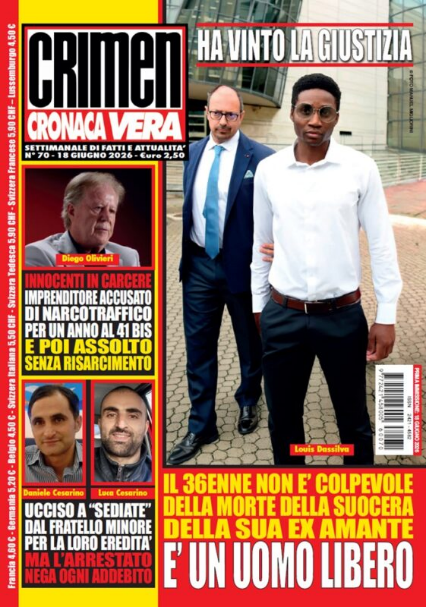 Francia 4,60 € - Germania 5,20 € - Belgio 4,50 € - Svizzera Italiana 5,50 CHF - Svizzera Tedesca 5,90 CHF - Svizzera Francese 5,90 CHF - Lussemburgo 4,50 €
CRIMEN
CRONACA VERA
SETTIMANALE DI FATTI E ATTUALITA'
N° 70 - 18 GIUGNO 2026 - €uro 2,50
HA VINTO LA GIUSTIZIA
Diego Olivieri
INNOCENTI IN CARCERE
IMPRENDITORE ACCUSATO
DI NARCOTRAFFICO
PER UN ANNO AL 41 BIS
E POI ASSOLTO
SENZA RISARCIMENTO
Daniele Cesarino
Luca Cesarino
UCCISO A "SEDIATE"
DAL FRATELLO MINORE
PER LA LORO EREDITA'
MA L'ARRESTATO
NEGA OGNI ADDEBITO
Louis Dassilva
IL 36ENNE NON E' COLPEVOLE
DELLA MORTE DELLA SUOCERA
DELLA SUA EX AMANTE
E' UN UOMO LIBERO